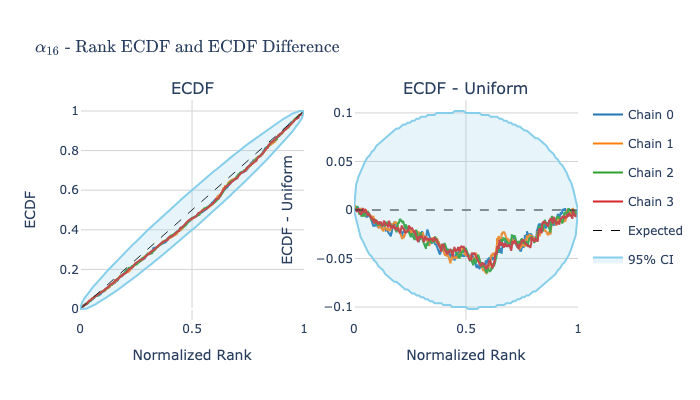 α₁₆ - Rank ECDF and ECDF Difference
ECDF
ECDF - Uniform
ECDF
1
0.8
0.6
0.4
0.2
0
0
0.5
1
Normalized Rank
ECDF - Uniform
0.1
0.05
0
−0.05
−0.1
0
0.5
1
Normalized Rank
Chain 0
Chain 1
Chain 2
Chain 3
Expected
95% CI